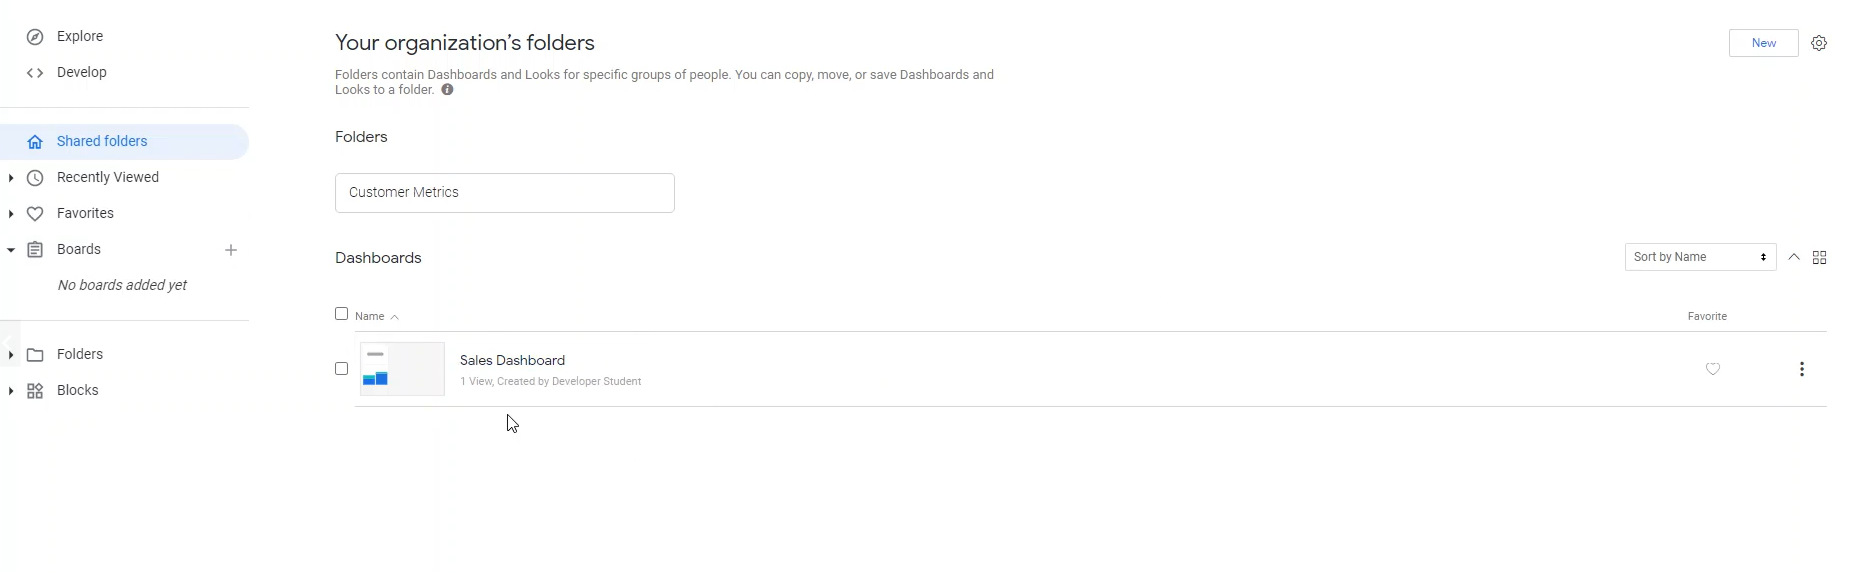 Explore
Develop
Shared folders
Recently Viewed
Favorites
Boards
No boards added yet
Folders
Blocks
Your organization's folders
New
Folders contain Dashboards and Looks for specific groups of people. You can copy, move, or save Dashboards and
Looks to a folder.
Folders
Customer Metrics
Dashboards
Sort by Name
Name
Favorite
Sales Dashboard
1 View, Created by Developer Student